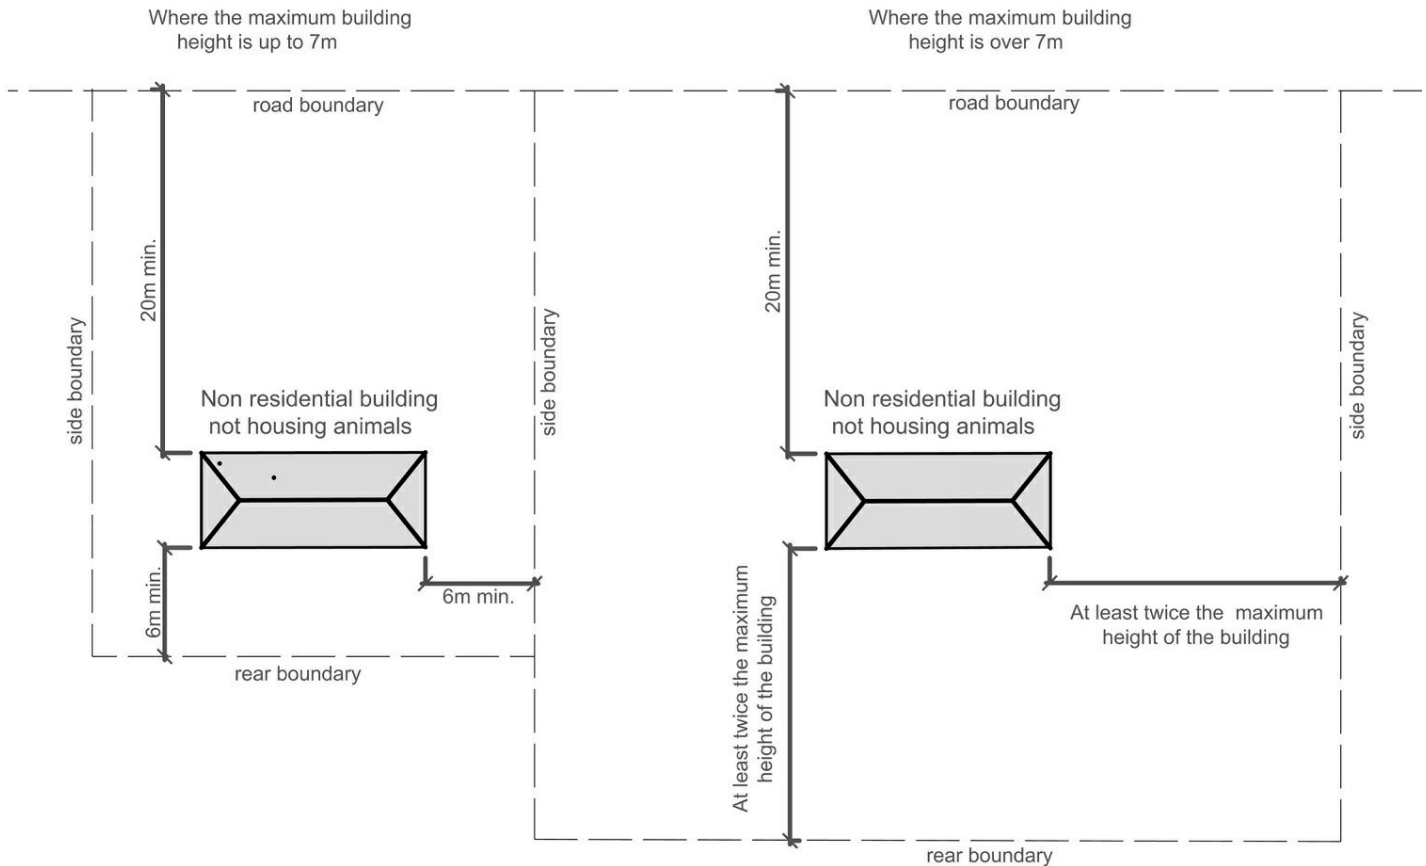 Where the maximum building
height is up to 7m
Where the maximum building
height is over 7m
road boundary
road boundary
20m min.
20m min.
side boundary
side boundary
side boundary
Non residential building
not housing animals
Non residential building
not housing animals
6m min.
6m min.
At least twice the maximum
height of the building
At least twice the maximum
height of the building
rear boundary
rear boundary